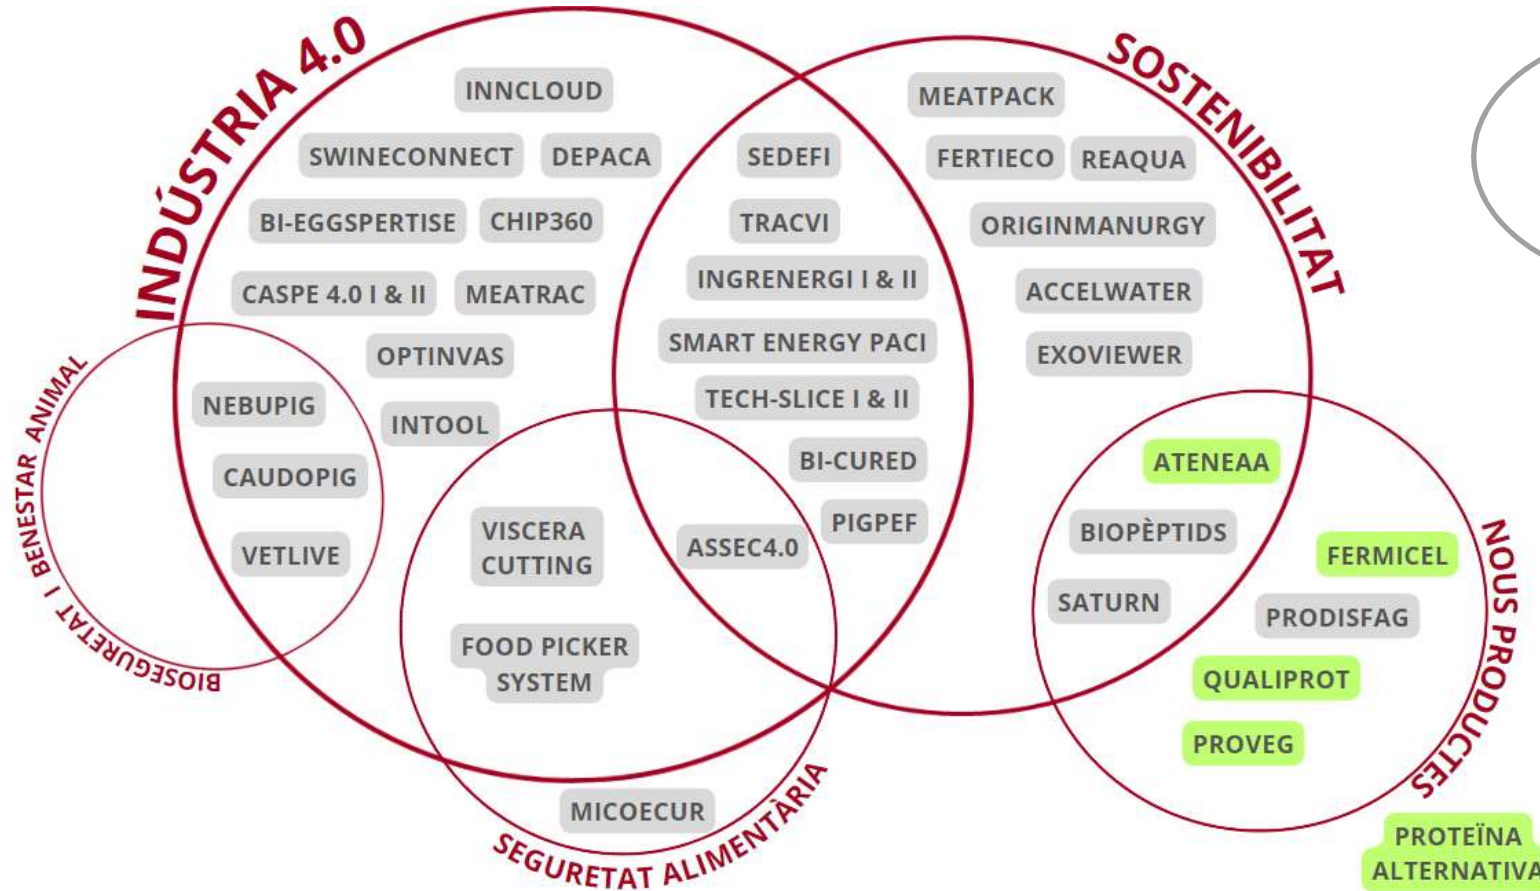 INDÚSTRIA 4.0
SOSTENIBILITAT
INNCLOUD
MEATPACK
SWINECONNECT
DEPACA
SEDEFI
FERTIECO
REAQUA
BI-EGGSPERTISE
CHIP360
TRACVI
ORIGINMANURGY
CASPE 4.0 I & II
MEATRAC
INGRENERGI I & II
ACCELWATER
OPTINVAS
SMART ENERGY PACI
EXOVIEWER
NEBUPIG
INTOOL
TECH-SLICE I & II
CAUDOPIG
BI-CURED
ATENEAA
VETLIVE
VISCERA
CUTTING
ASSEC4.0
PIGPEF
BIOPÈPTIDS
FERMICEL
SATURN
PRODISFAG
FOOD PICKER
SYSTEM
QUALIPROT
PROVEG
MICOECUR
BIOSEGURETAT I BENESTAR ANIMAL
SEGURETAT ALIMENTÀRIA
NOUS PRODUCTES
PROTEÏNA
ALTERNATIVA